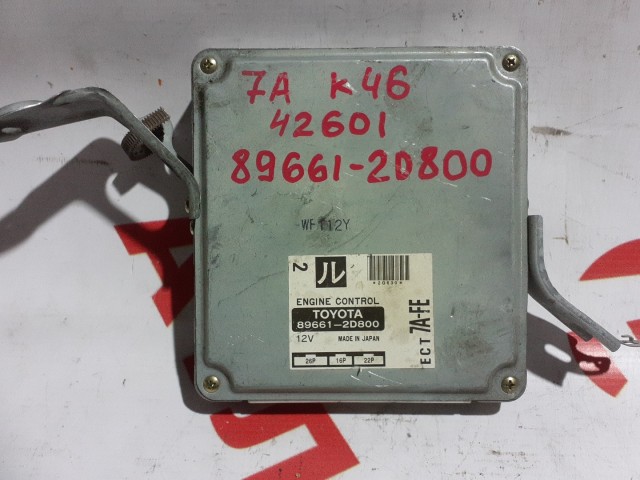 7A K46
42601
89661-2D800
WF112Y
2 ル
*2D800*
ENGINE CONTROL
TOYOTA
89661-2D800
12V MADE IN JAPAN
26P 16P 22P
ECT 7A-FE